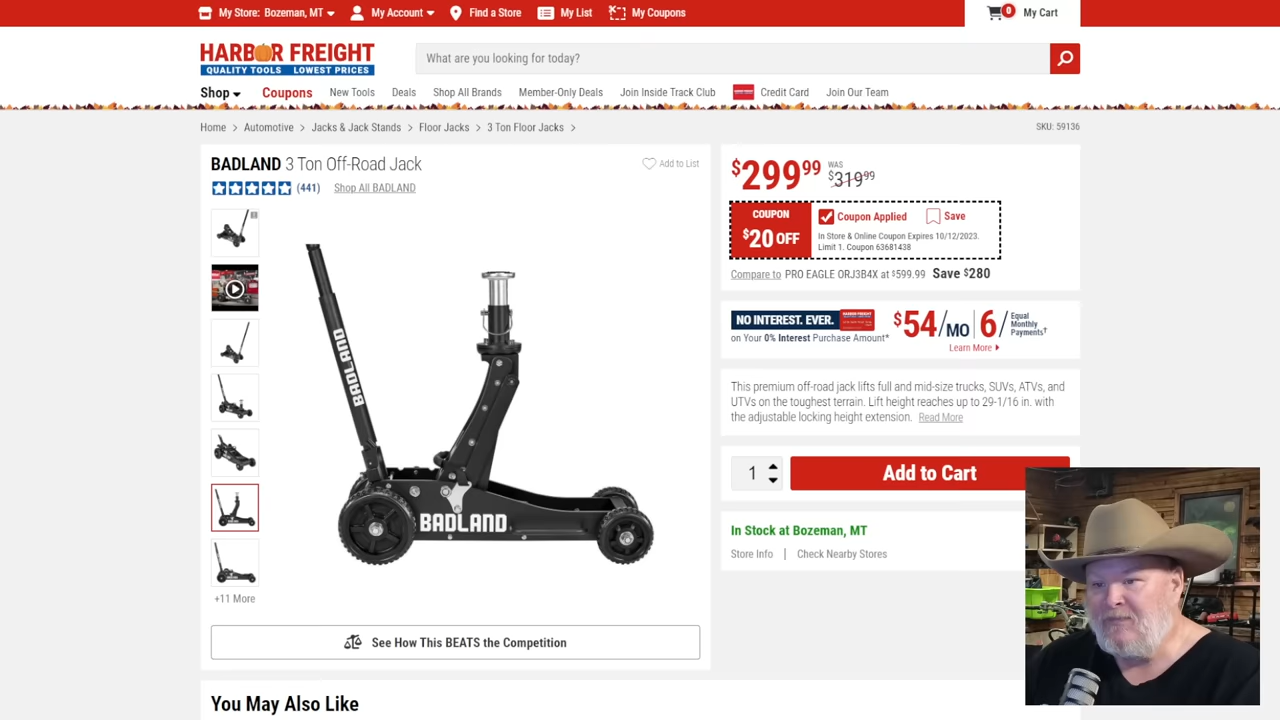 My Store: Bozeman, MT
My Account
Find a Store
My List
My Coupons
0
My Cart
HARBOR FREIGHT
QUALITY TOOLS LOWEST PRICES
What are you looking for today?
Shop
Coupons
New Tools
Deals
Shop All Brands
Member-Only Deals
Join Inside Track Club
Credit Card
Join Our Team
Home > Automotive > Jacks & Jack Stands > Floor Jacks > 3 Ton Floor Jacks >
SKU: 59136
BADLAND 3 Ton Off-Road Jack
Add to List
(441)
Shop All BADLAND
BADLAND
BADLAND
+11 More
See How This BEATS the Competition
$299.99
WAS
$319.99
COUPON
$20 OFF
Coupon Applied
Save
In Store & Online Coupon Expires 10/12/2023.
Limit 1. Coupon 63681438
Compare to PRO EAGLE ORJ3B4X at $599.99 Save $280
NO INTEREST. EVER.
on Your 0% Interest Purchase Amount*
$54/MO
6/
Equal
Monthly
Payments†
Learn More
This premium off-road jack lifts full and mid-size trucks, SUVs, ATVs, and
UTVs on the toughest terrain. Lift height reaches up to 29-1/16 in. with
the adjustable locking height extension. Read More
1
Add to Cart
In Stock at Bozeman, MT
Store Info | Check Nearby Stores
You May Also Like